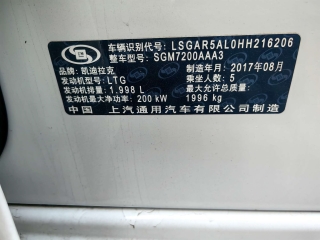 车辆识别代号: LSGAR5AL0HH216206
整车型号: SGM7200AAA3
品牌: 凯迪拉克 制造年月: 2017年08月
发动机型号: LTG 乘坐人数: 5
发动机排量: 1.998 L 最大允许总质量:
发动机最大净功率: 200 kW 1996 kg
中国 上汽通用汽车有限公司制造